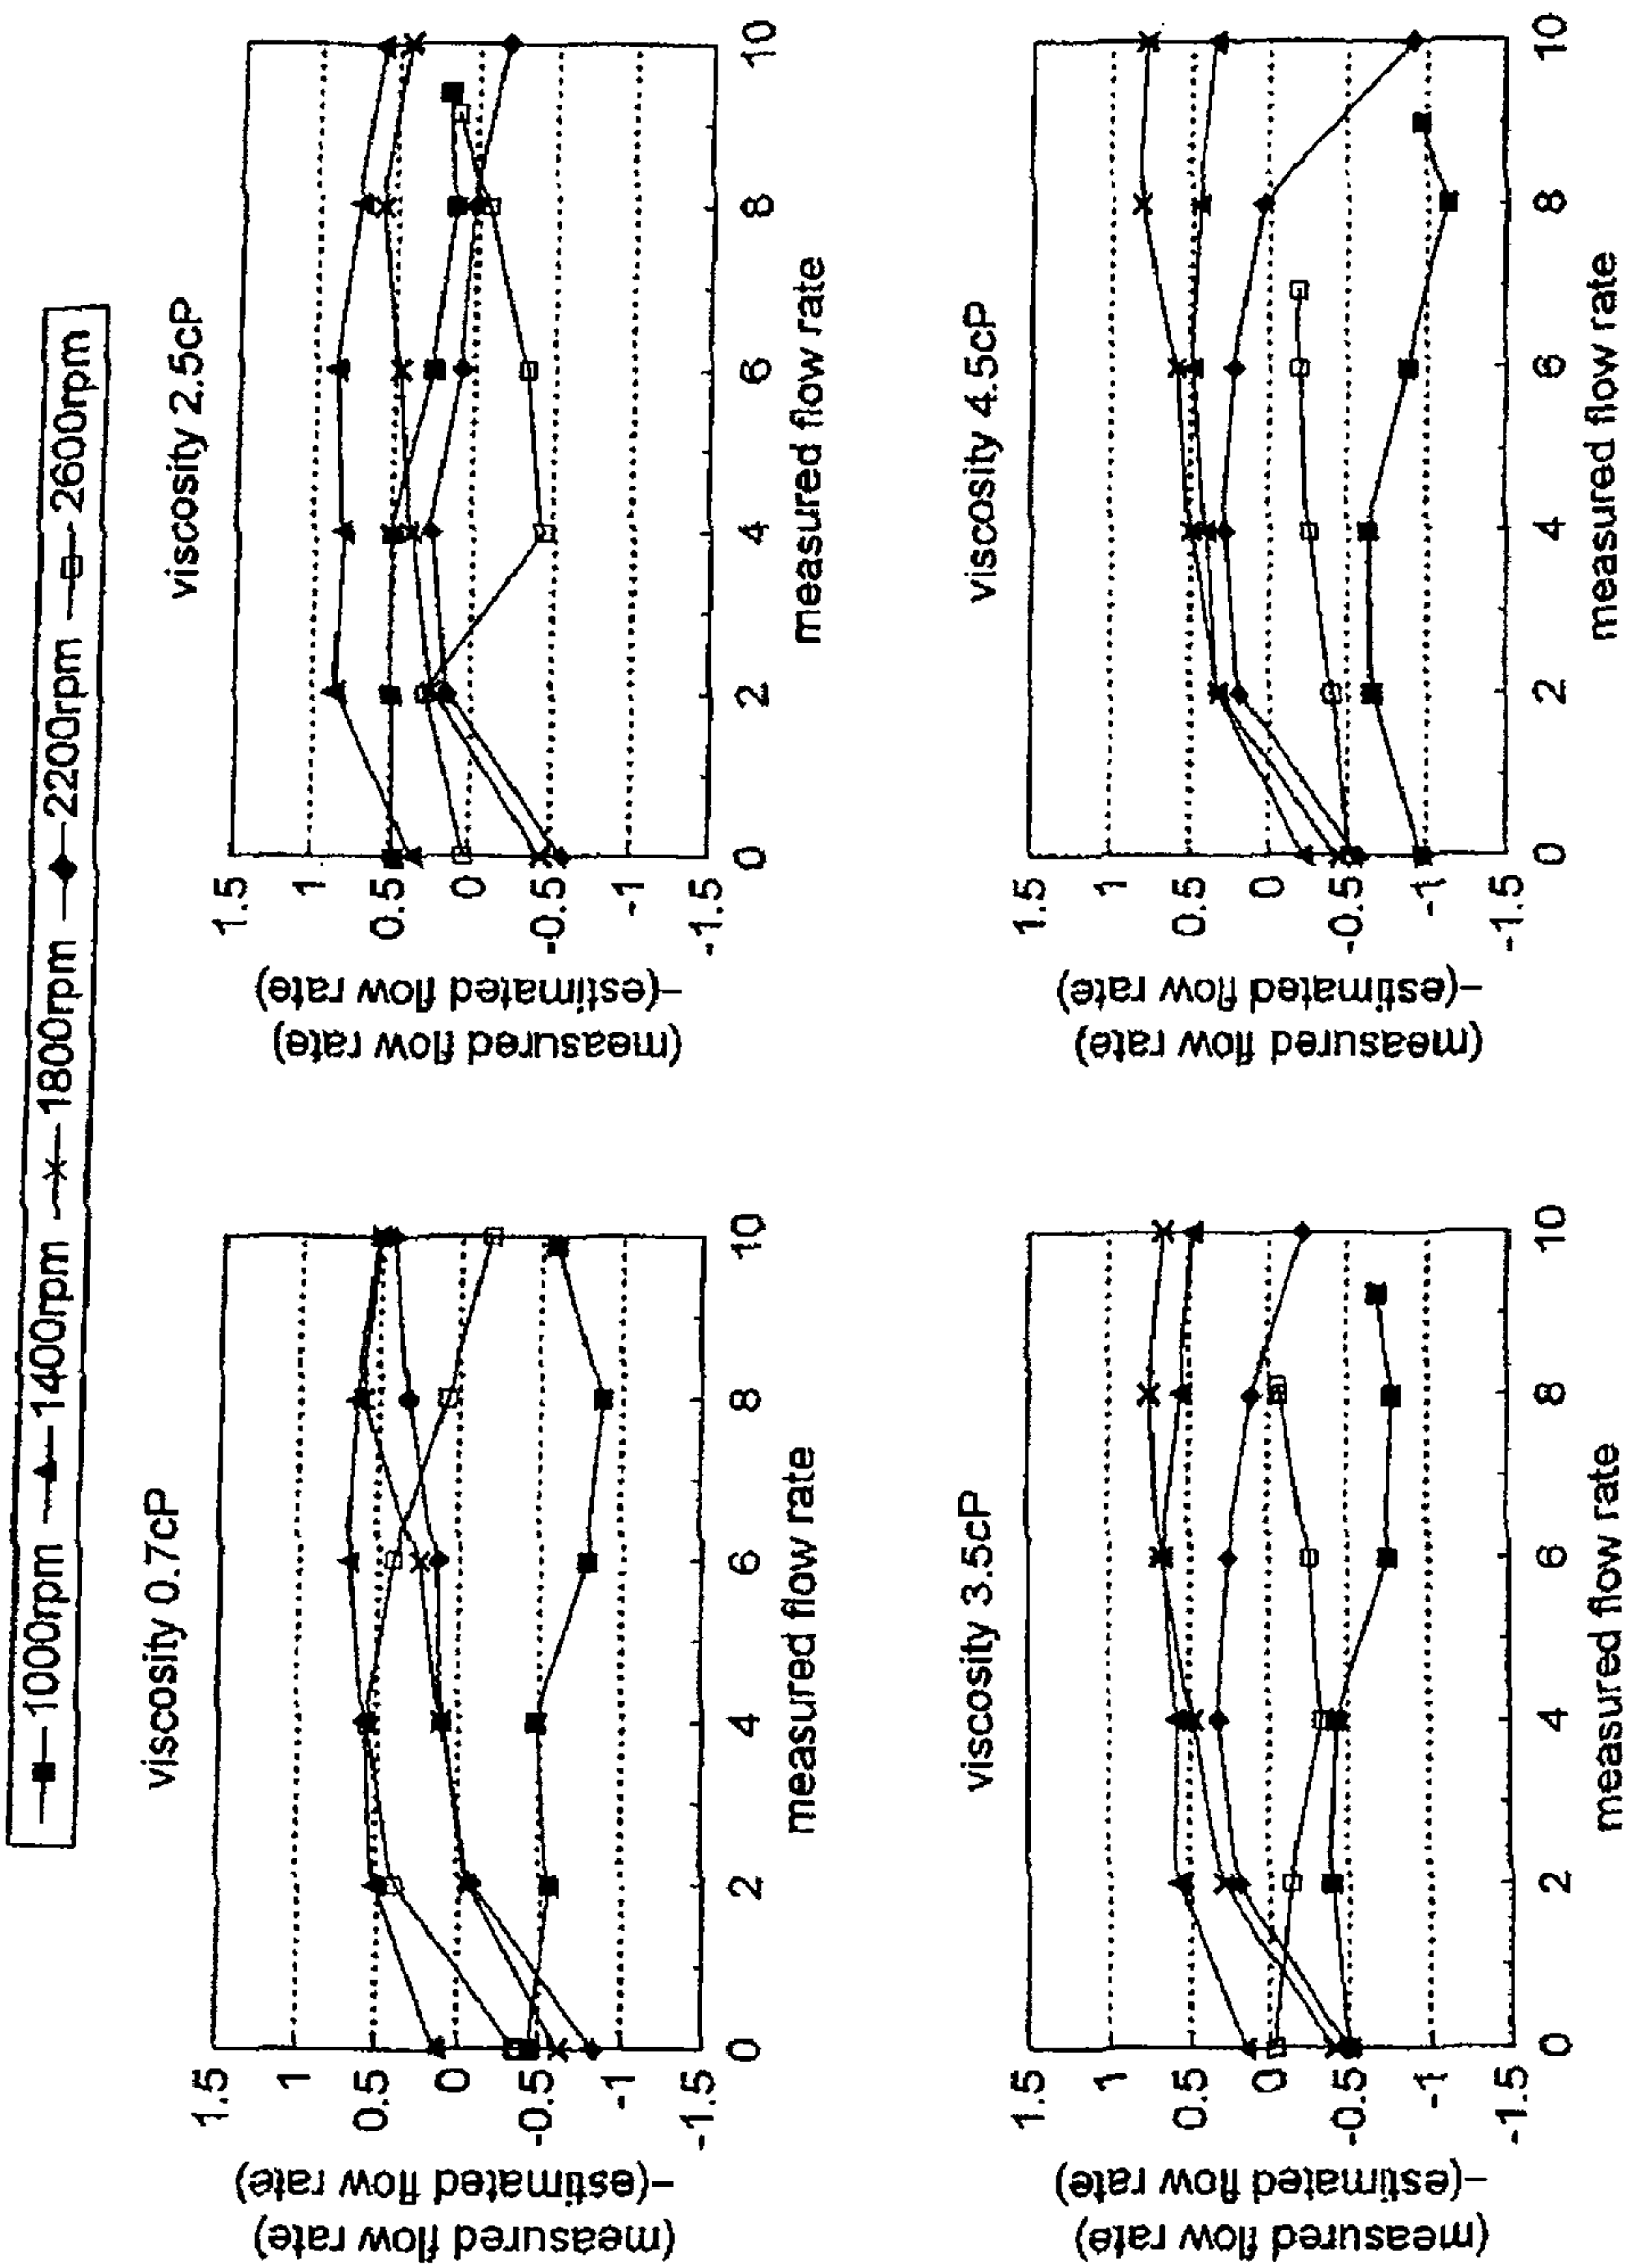 1000rpm 1400rpm 1800rpm 2200rpm 2600rpm
viscosity 0.7cP
1.5
1
0.5
0
-0.5
-1
-1.5
0 2 4 6 8 10
measured flow rate
(measured flow rate)
-(estimated flow rate)
viscosity 2.5cP
1.5
1
0.5
0
-0.5
-1
-1.5
0 2 4 6 8 10
measured flow rate
(measured flow rate)
-(estimated flow rate)
viscosity 3.5cP
1.5
1
0.5
0
-0.5
-1
-1.5
0 2 4 6 8 10
measured flow rate
(measured flow rate)
-(estimated flow rate)
viscosity 4.5cP
1.5
1
0.5
0
-0.5
-1
-1.5
0 2 4 6 8 10
measured flow rate
(measured flow rate)
-(estimated flow rate)